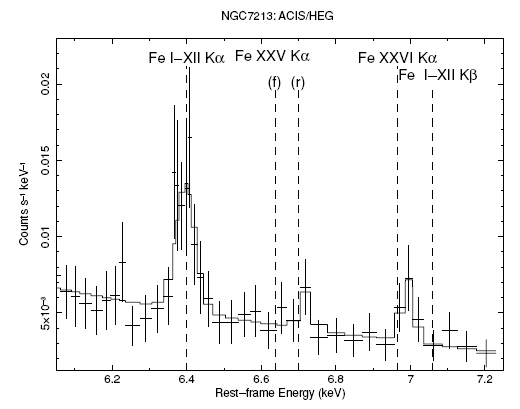 NGC7213: ACIS/HEG
Fe I–XII Kα Fe XXV Kα Fe XXVI Kα
(f) (r) Fe I–XII Kβ
0.02
0.015
0.01
5×10⁻³
Counts s⁻¹ keV⁻¹
6.2 6.4 6.6 6.8 7 7.2
Rest–frame Energy (keV)